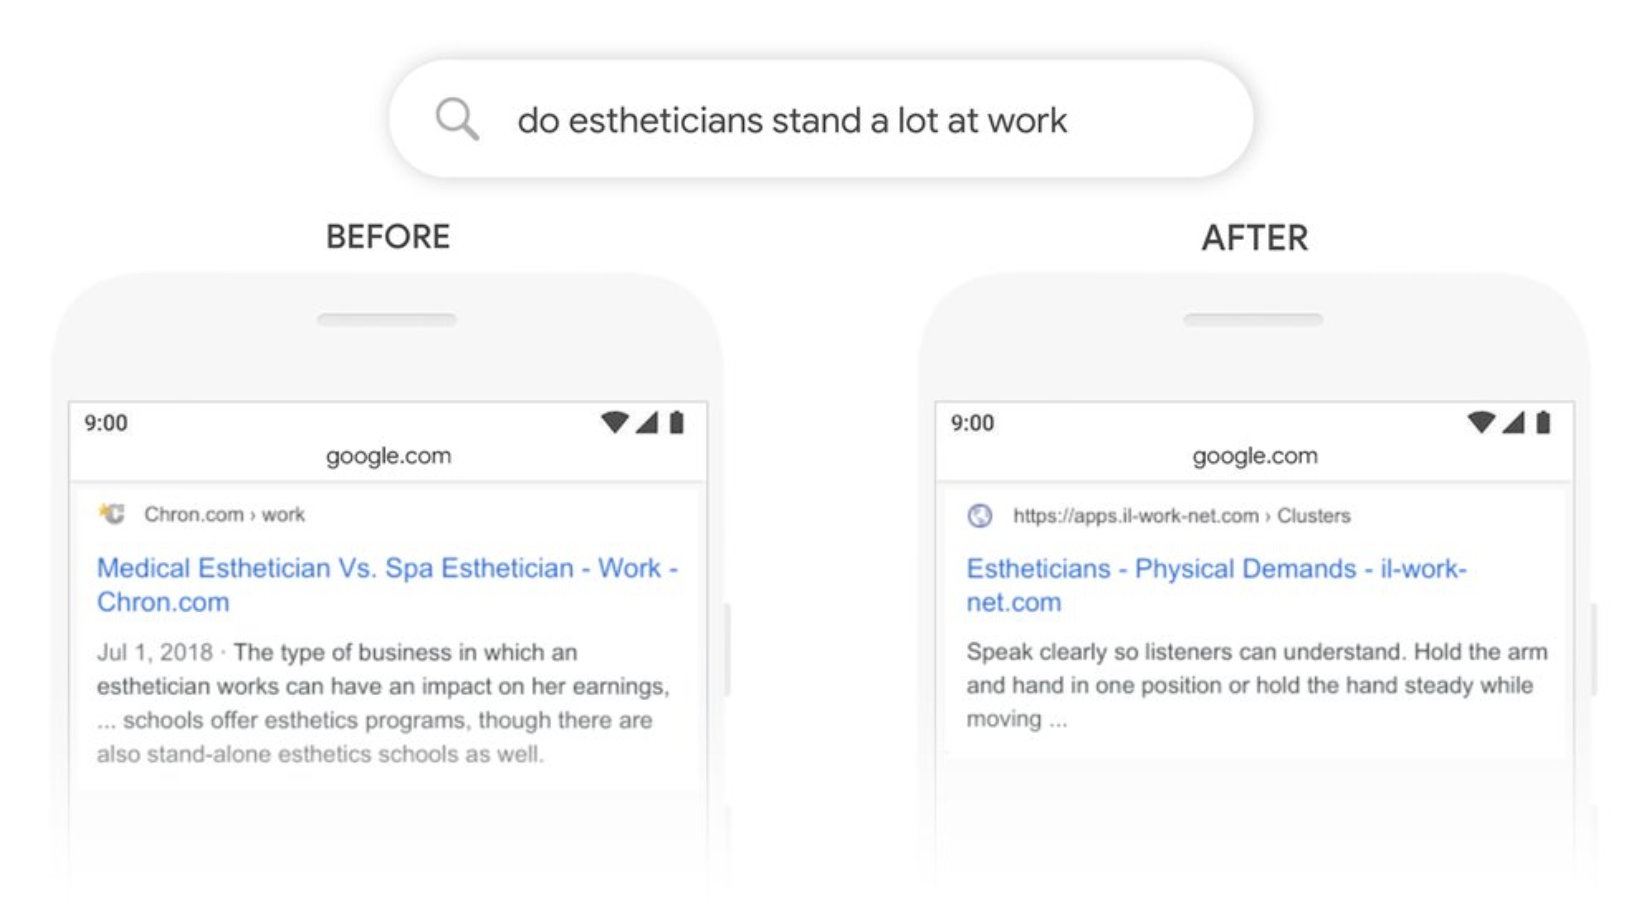 do estheticians stand a lot at work
BEFORE
9:00
google.com
Chron.com › work
Medical Esthetician Vs. Spa Esthetician - Work -
Chron.com
Jul 1, 2018 · The type of business in which an
esthetician works can have an impact on her earnings,
... schools offer esthetics programs, though there are
also stand-alone esthetics schools as well.
AFTER
9:00
google.com
https://apps.il-work-net.com › Clusters
Estheticians - Physical Demands - il-work-
net.com
Speak clearly so listeners can understand. Hold the arm
and hand in one position or hold the hand steady while
moving ...